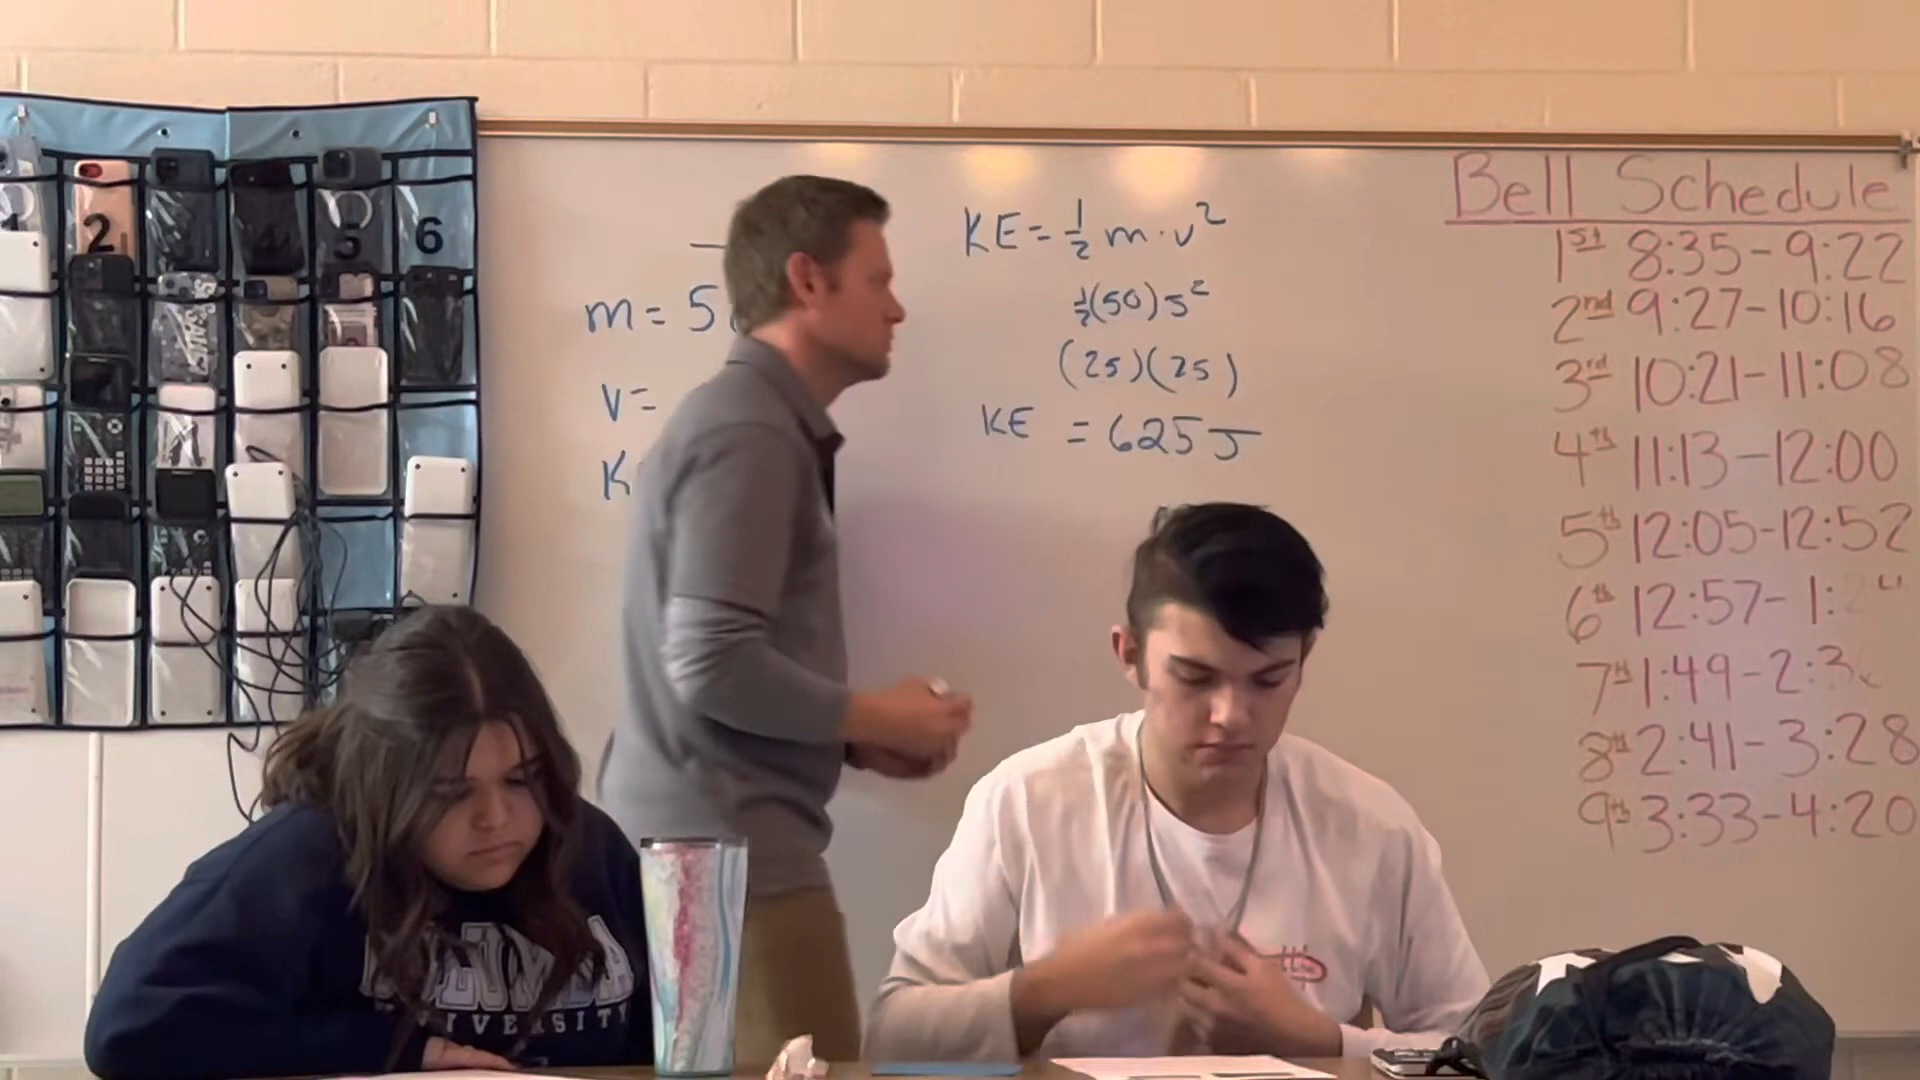 2
5
6
m = 5
v =
K
KE = 1/2 m · v²
1/2(50)5²
(25)(25)
KE = 625 J
Bell Schedule
1st 8:35-9:22
2nd 9:27-10:16
3rd 10:21-11:08
4th 11:13-12:00
5th 12:05-12:52
6th 12:57-1:
7th 1:49-2:3
8th 2:41-3:28
9th 3:33-4:20